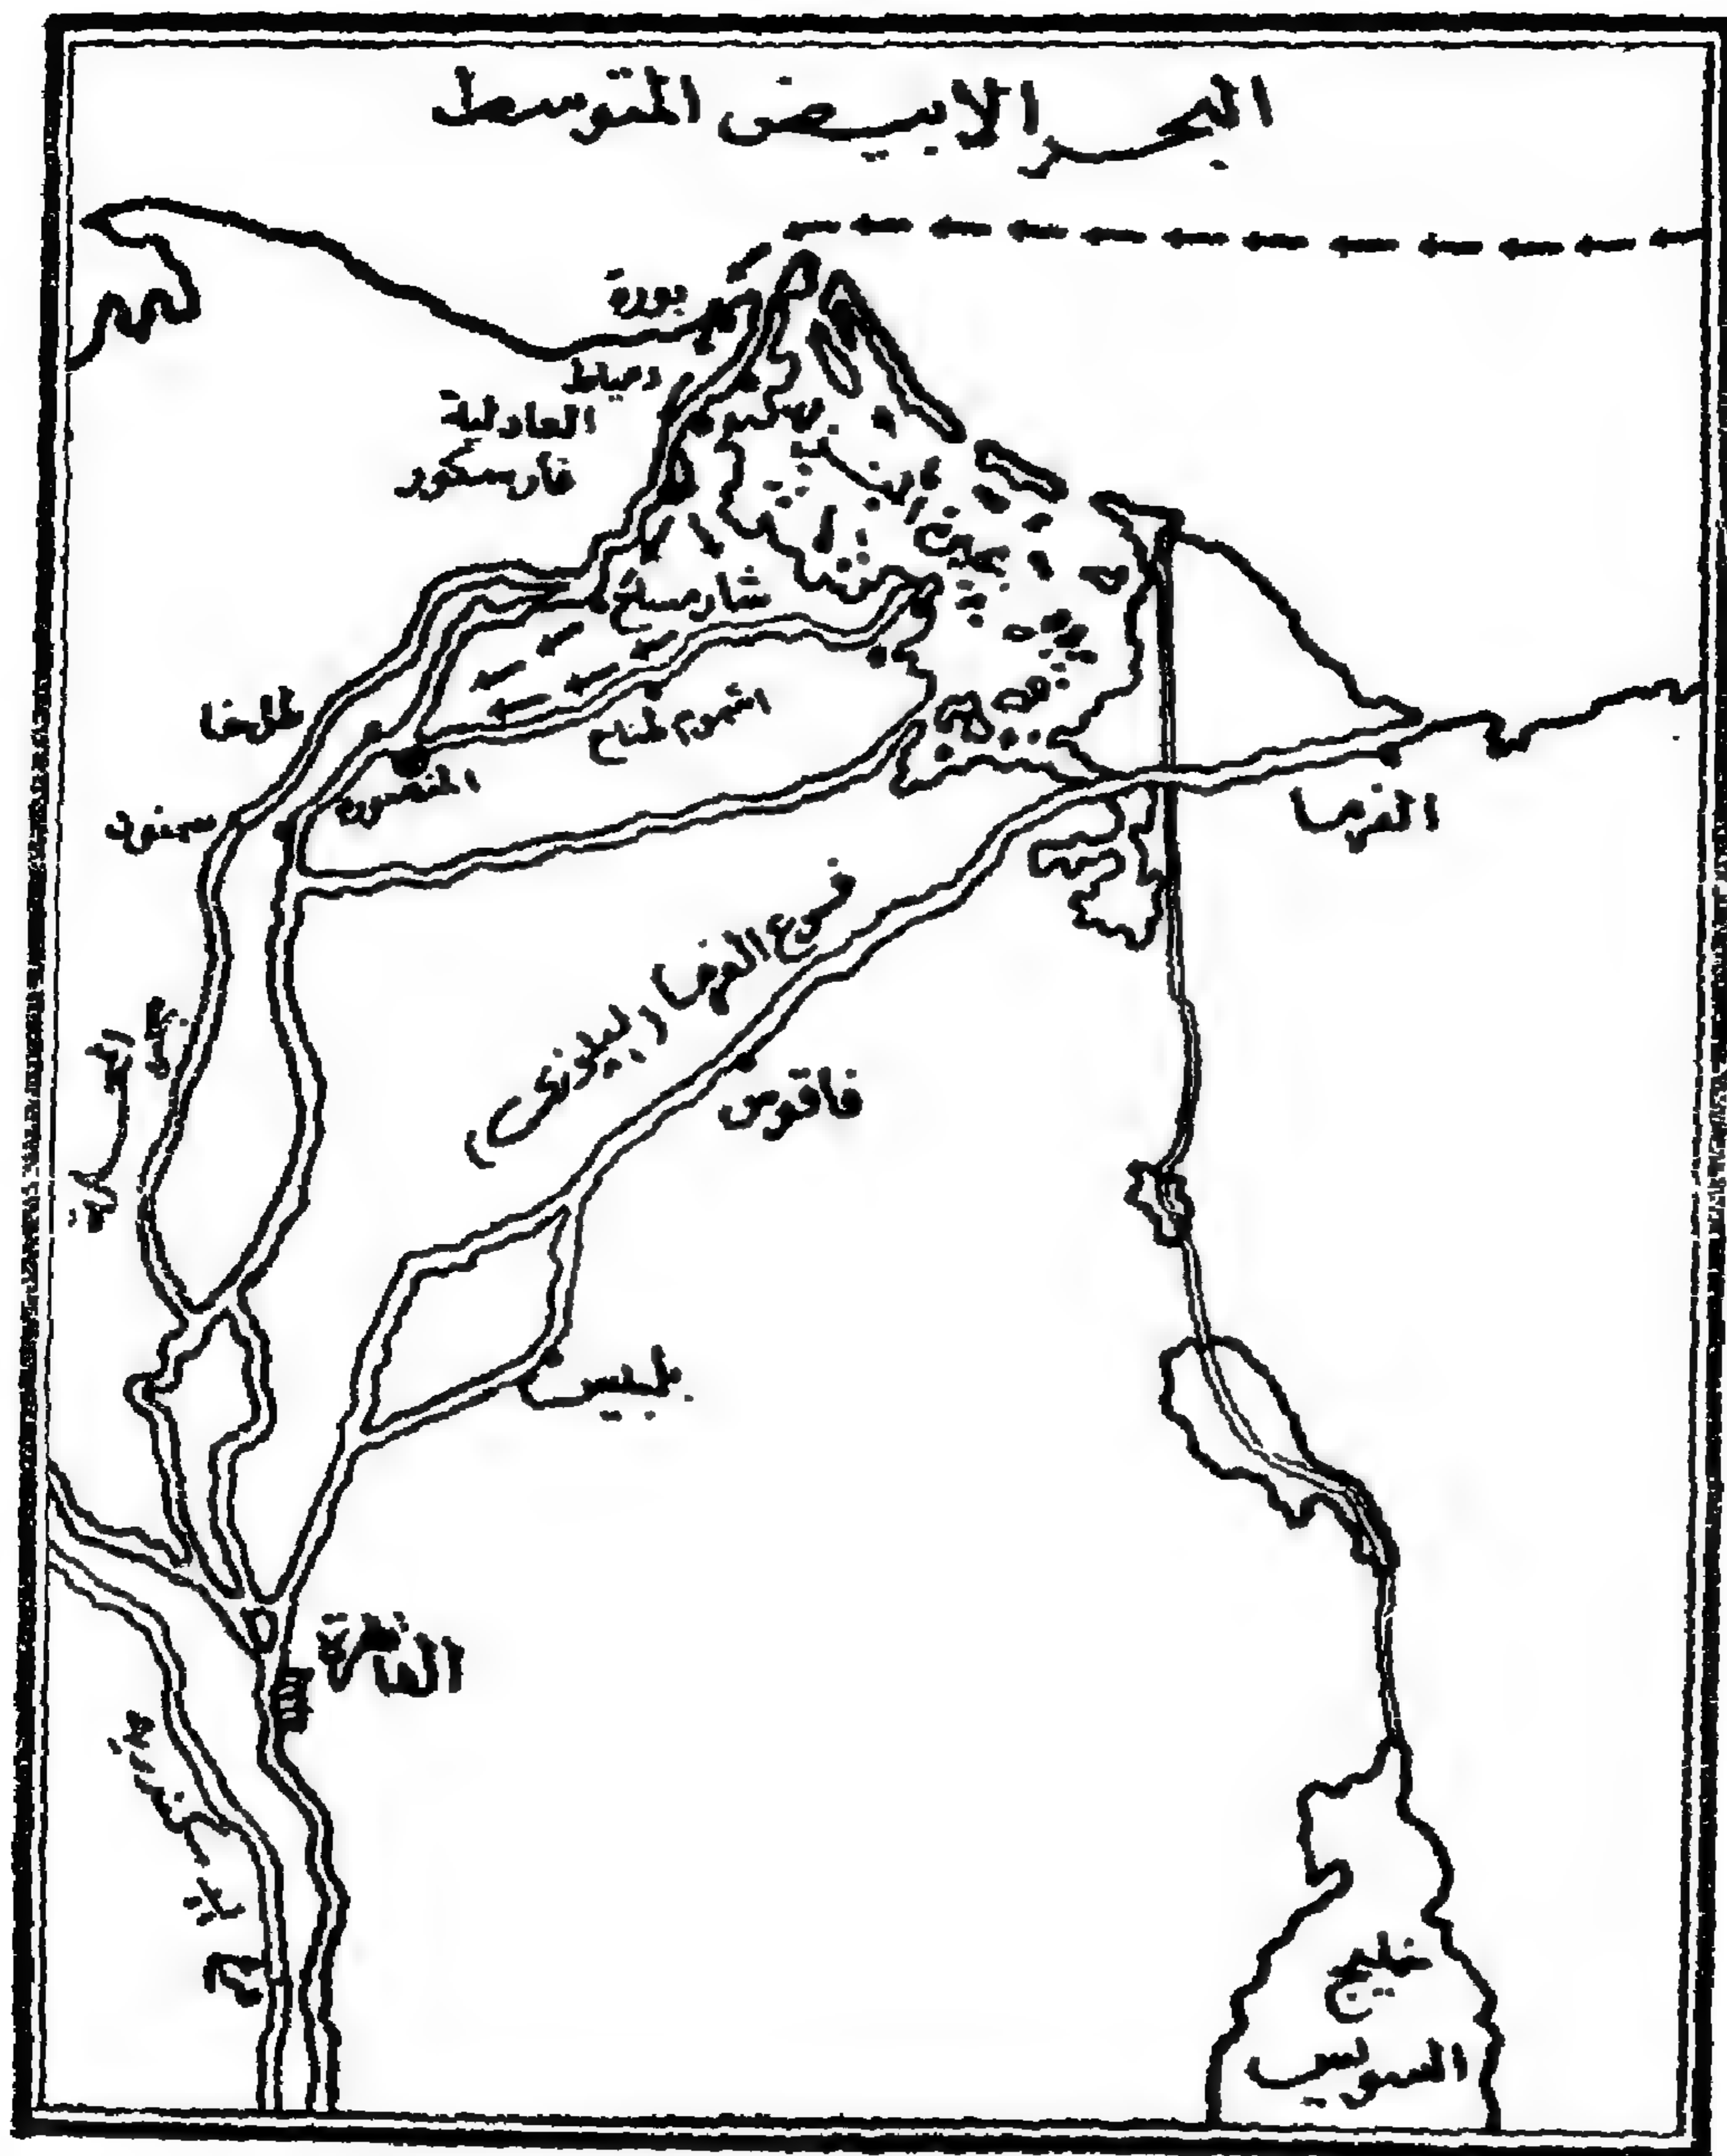 البحر الابيض المتوسط
بورة
دمياط
العادلية
فارسكور
شارمساح
اشموم طناح
طلخا
المنصورة
سمنود
الفرما
فرع الفرما (البيلوزى)
فاقوس
بلبيس
القاهرة
خليج
السويس